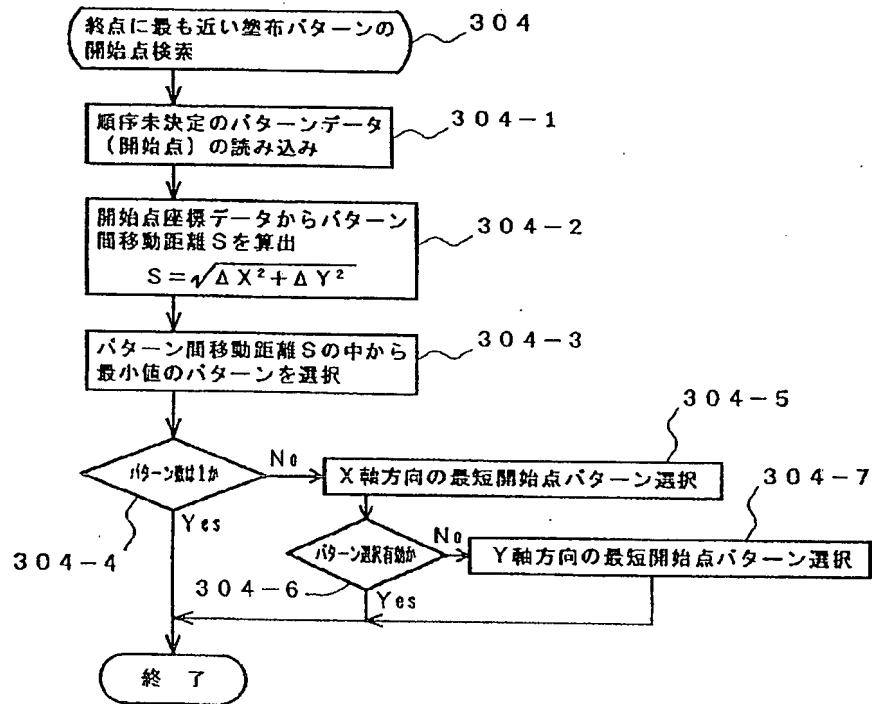 終点に最も近い塗布パターンの
開始点検索
304
順序未決定のパターンデータ
(開始点)の読み込み
304-1
開始点座標データからパターン
間移動距離Sを算出
S=√ΔX²+ΔY²
304-2
パターン間移動距離Sの中から
最小値のパターンを選択
304-3
パターン数は1か
No
Yes
304-4
X軸方向の最短開始点パターン選択
304-5
パターン選択有効か
No
Yes
304-6
Y軸方向の最短開始点パターン選択
304-7
終 了